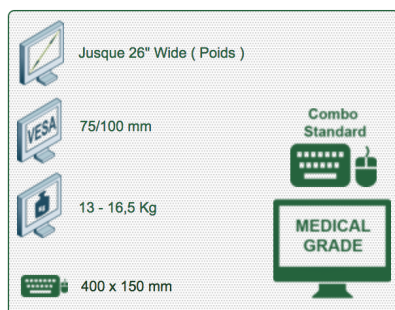 Jusque 26" Wide ( Poids )
VESA
75/100 mm
KG
13 - 16,5 Kg
400 x 150 mm
Combo
Standard
MEDICAL
GRADE